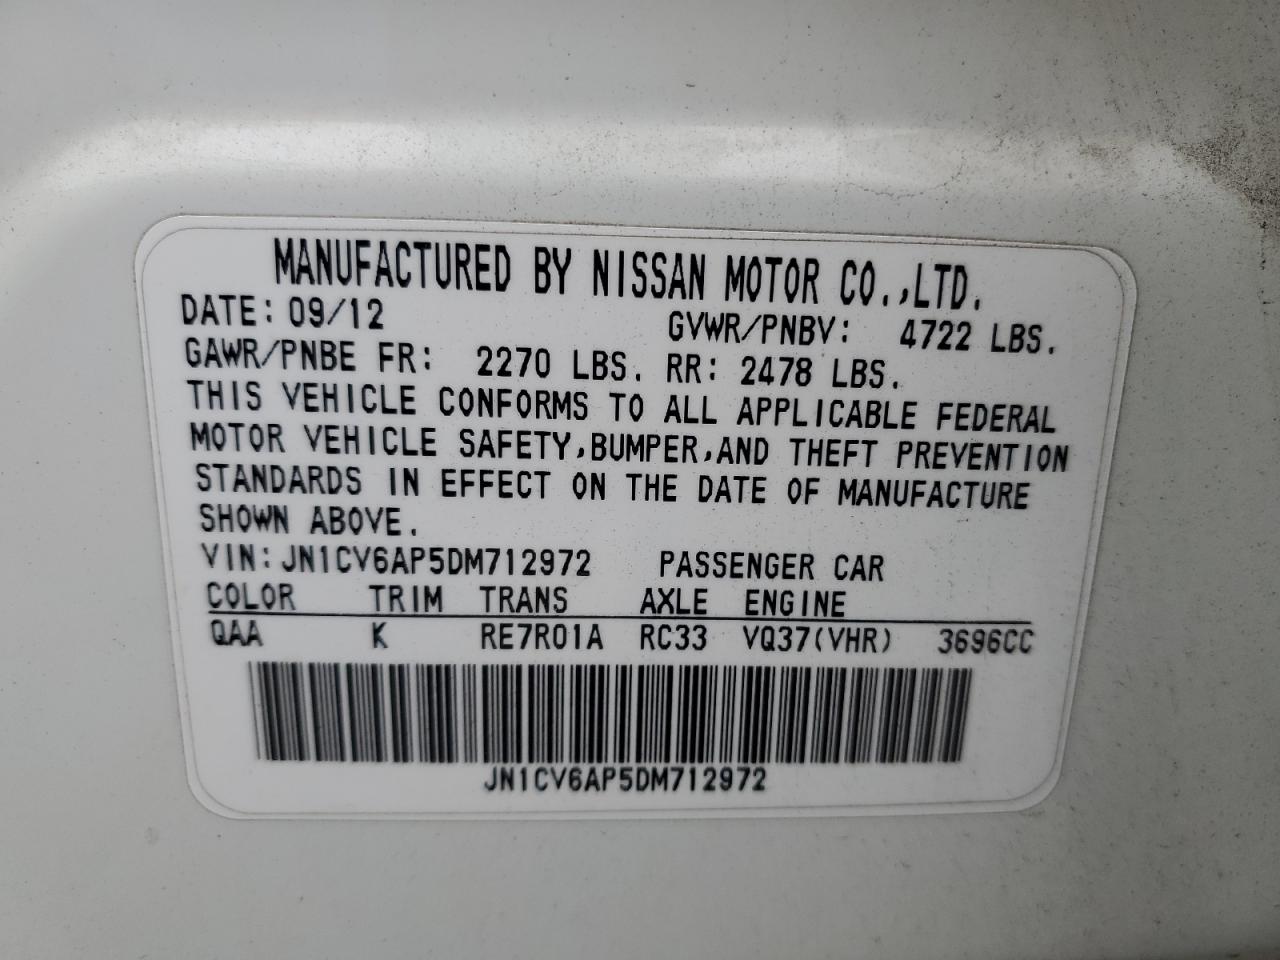 MANUFACTURED BY NISSAN MOTOR CO.,LTD.
DATE: 09/12 GVWR/PNBV: 4722 LBS.
GAWR/PNBE FR: 2270 LBS. RR: 2478 LBS.
THIS VEHICLE CONFORMS TO ALL APPLICABLE FEDERAL
MOTOR VEHICLE SAFETY,BUMPER,AND THEFT PREVENTION
STANDARDS IN EFFECT ON THE DATE OF MANUFACTURE
SHOWN ABOVE.
VIN: JN1CV6AP5DM712972 PASSENGER CAR
COLOR TRIM TRANS AXLE ENGINE
QAA K RE7R01A RC33 VQ37(VHR) 3696CC
JN1CV6AP5DM712972